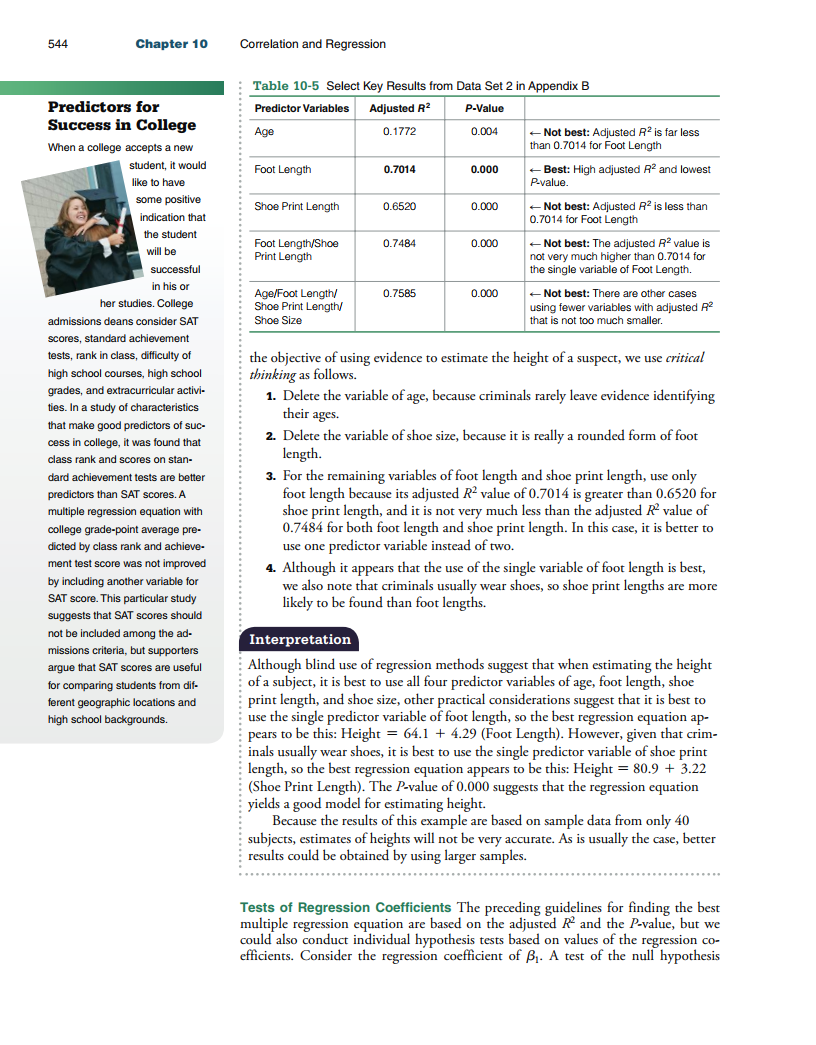 544 Chapter 10 Correlation and Regression
Predictors for
Success in College
When a college accepts a new
student, it would
like to have
some positive
indication that
the student
will be
successful
in his or
her studies. College
admissions deans consider SAT
scores, standard achievement
tests, rank in class, difficulty of
high school courses, high school
grades, and extracurricular activi-
ties. In a study of characteristics
that make good predictors of suc-
cess in college, it was found that
class rank and scores on stan-
dard achievement tests are better
predictors than SAT scores. A
multiple regression equation with
college grade-point average pre-
dicted by class rank and achieve-
ment test score was not improved
by including another variable for
SAT score. This particular study
suggests that SAT scores should
not be included among the ad-
missions criteria, but supporters
argue that SAT scores are useful
for comparing students from dif-
ferent geographic locations and
high school backgrounds.
Table 10-5 Select Key Results from Data Set 2 in Appendix B
Predictor Variables Adjusted R² P-Value
Age 0.1772 0.004 ← Not best: Adjusted R² is far less
than 0.7014 for Foot Length
Foot Length 0.7014 0.000 ← Best: High adjusted R² and lowest
P-value.
Shoe Print Length 0.6520 0.000 ← Not best: Adjusted R² is less than
0.7014 for Foot Length
Foot Length/Shoe 0.7484 0.000 ← Not best: The adjusted R² value is
Print Length not very much higher than 0.7014 for
the single variable of Foot Length.
Age/Foot Length/ 0.7585 0.000 ← Not best: There are other cases
Shoe Print Length/ using fewer variables with adjusted R²
Shoe Size that is not too much smaller.
the objective of using evidence to estimate the height of a suspect, we use critical
thinking as follows.
1. Delete the variable of age, because criminals rarely leave evidence identifying
their ages.
2. Delete the variable of shoe size, because it is really a rounded form of foot
length.
3. For the remaining variables of foot length and shoe print length, use only
foot length because its adjusted R² value of 0.7014 is greater than 0.6520 for
shoe print length, and it is not very much less than the adjusted R² value of
0.7484 for both foot length and shoe print length. In this case, it is better to
use one predictor variable instead of two.
4. Although it appears that the use of the single variable of foot length is best,
we also note that criminals usually wear shoes, so shoe print lengths are more
likely to be found than foot lengths.
Interpretation
Although blind use of regression methods suggest that when estimating the height
of a subject, it is best to use all four predictor variables of age, foot length, shoe
print length, and shoe size, other practical considerations suggest that it is best to
use the single predictor variable of foot length, so the best regression equation ap-
pears to be this: Height = 64.1 + 4.29 (Foot Length). However, given that crim-
inals usually wear shoes, it is best to use the single predictor variable of shoe print
length, so the best regression equation appears to be this: Height = 80.9 + 3.22
(Shoe Print Length). The P-value of 0.000 suggests that the regression equation
yields a good model for estimating height.
Because the results of this example are based on sample data from only 40
subjects, estimates of heights will not be very accurate. As is usually the case, better
results could be obtained by using larger samples.
Tests of Regression Coefficients The preceding guidelines for finding the best
multiple regression equation are based on the adjusted R² and the P-value, but we
could also conduct individual hypothesis tests based on values of the regression co-
efficients. Consider the regression coefficient of β₁. A test of the null hypothesis